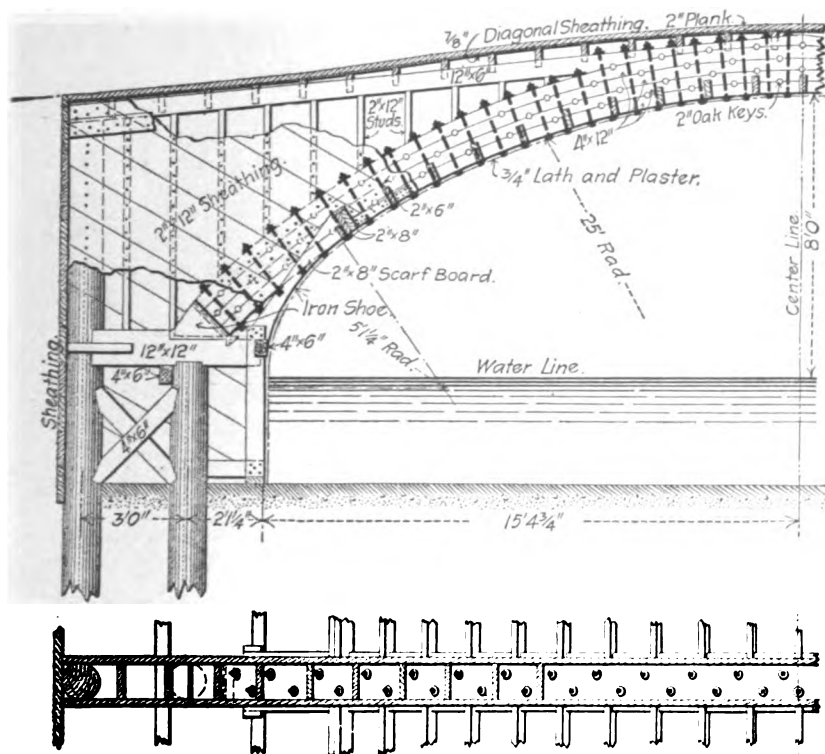 7/8" Diagonal Sheathing.
2" Plank
12"x6"
2"x12"
Studs.
2"x12" Sheathing.
4"x12"
2" Oak Keys.
3/4" Lath and Plaster.
2"x6"
2"x8"
25' Rad.
Center Line
8'0"
2"x8" Scarf Board.
Iron Shoe.
5'1 1/4" Rad.
12"x12"
4"x6"
Water Line.
4"x6"
Sheathing.
4"x6"
3'0"
2'1 1/4"
15'4 3/4"